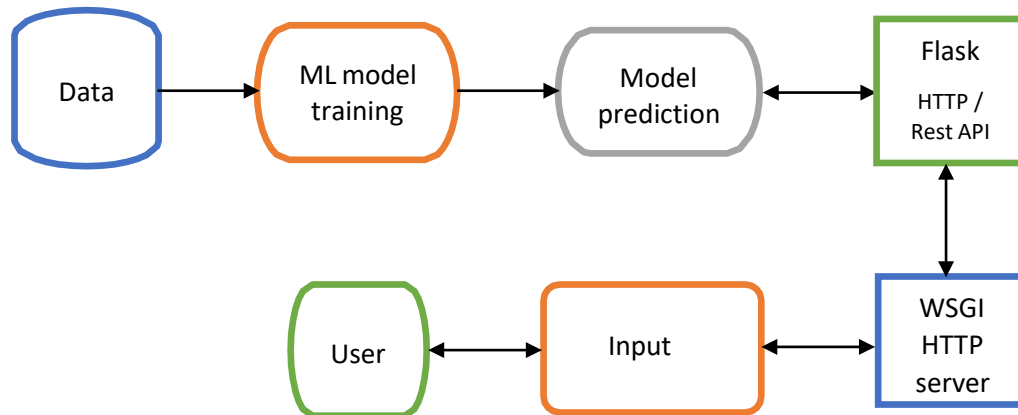 Data
ML model
training
Model
prediction
Flask
HTTP /
Rest API
User
Input
WSGI
HTTP
server